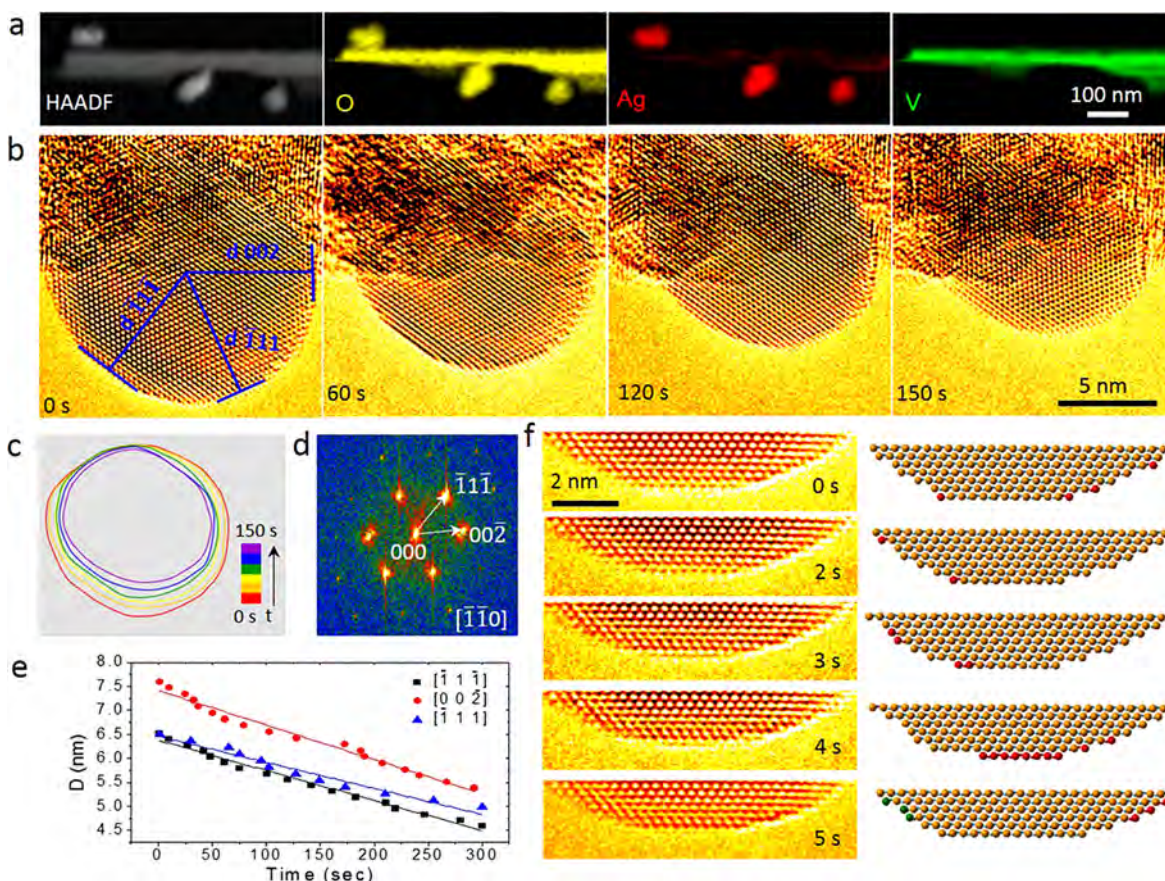 a
HAADF
O
Ag
V
100 nm
b
d 002
d 111
d 1̄11
0 s
60 s
120 s
150 s
5 nm
c
150 s
0 s t
d
1̄11̄
002̄
000
[1̄1̄0]
e
8.0
7.5
7.0
6.5
6.0
5.5
5.0
4.5
D (nm)
[1̄ 1 1̄]
[0 0 2̄]
[1̄ 1 1]
0 50 100 150 200 250 300
Time (sec)
f
2 nm
0 s
2 s
3 s
4 s
5 s